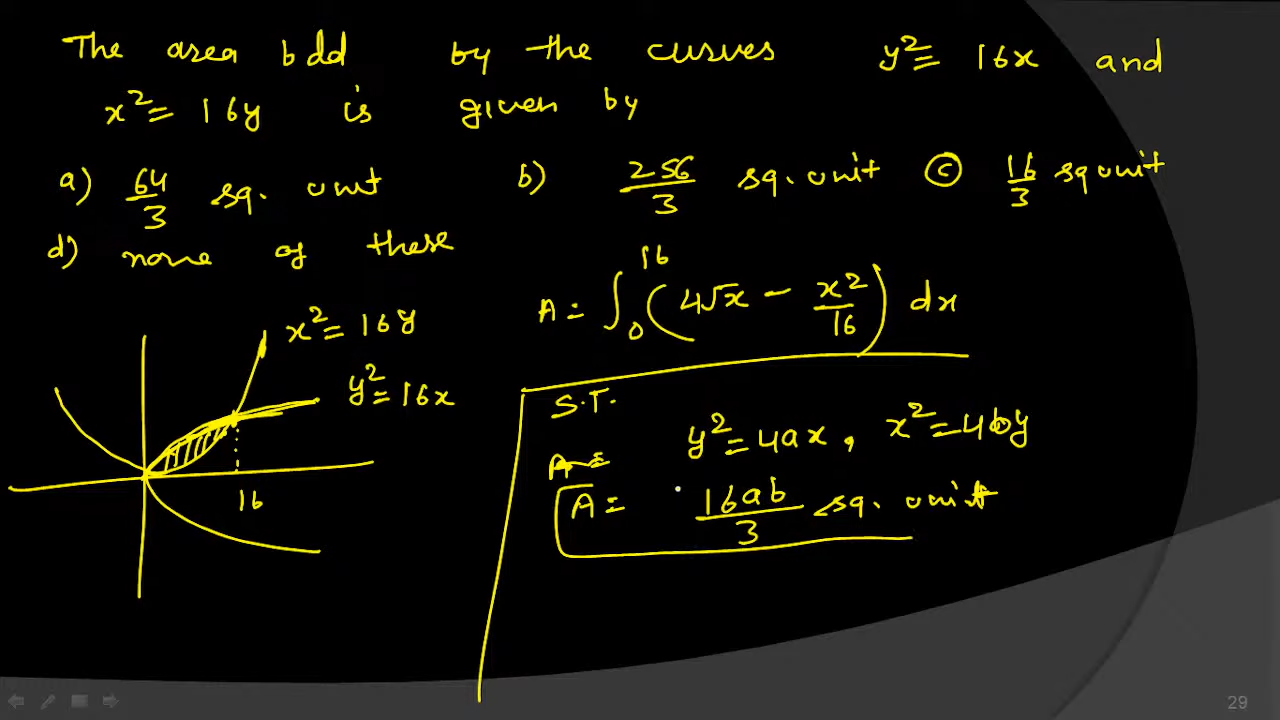 The area bdd by the curves y² = 16x and
x² = 16y is given by
a) 64/3 sq. unit b) 256/3 sq. unit (c) 16/3 sq unit
d) none of these
A = ∫₀¹⁶ (4√x - x²/16) dx
x² = 16y
y² = 16x
16
S.T.
y² = 4ax, x² = 4by
A =
A = 16ab/3 sq. unit
29